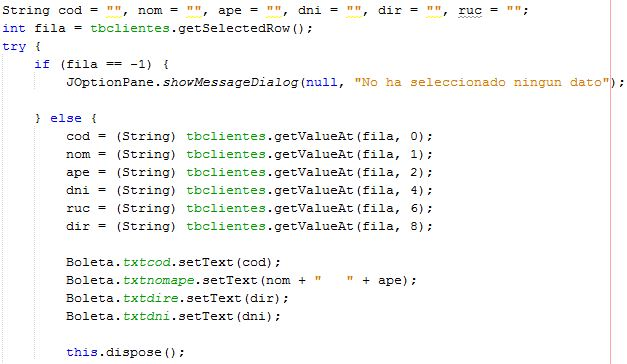 String cod = "", nom = "", ape = "", dni = "", dir = "", ruc = "";
int fila = tbclientes.getSelectedRow();
try {
    if (fila == -1) {
        JOptionPane.showMessageDialog(null, "No ha seleccionado ningun dato");

    } else {
        cod = (String) tbclientes.getValueAt(fila, 0);
        nom = (String) tbclientes.getValueAt(fila, 1);
        ape = (String) tbclientes.getValueAt(fila, 2);
        dni = (String) tbclientes.getValueAt(fila, 4);
        ruc = (String) tbclientes.getValueAt(fila, 6);
        dir = (String) tbclientes.getValueAt(fila, 8);

        Boleta.txtcod.setText(cod);
        Boleta.txtnomape.setText(nom + "   " + ape);
        Boleta.txtdire.setText(dir);
        Boleta.txtdni.setText(dni);

        this.dispose();